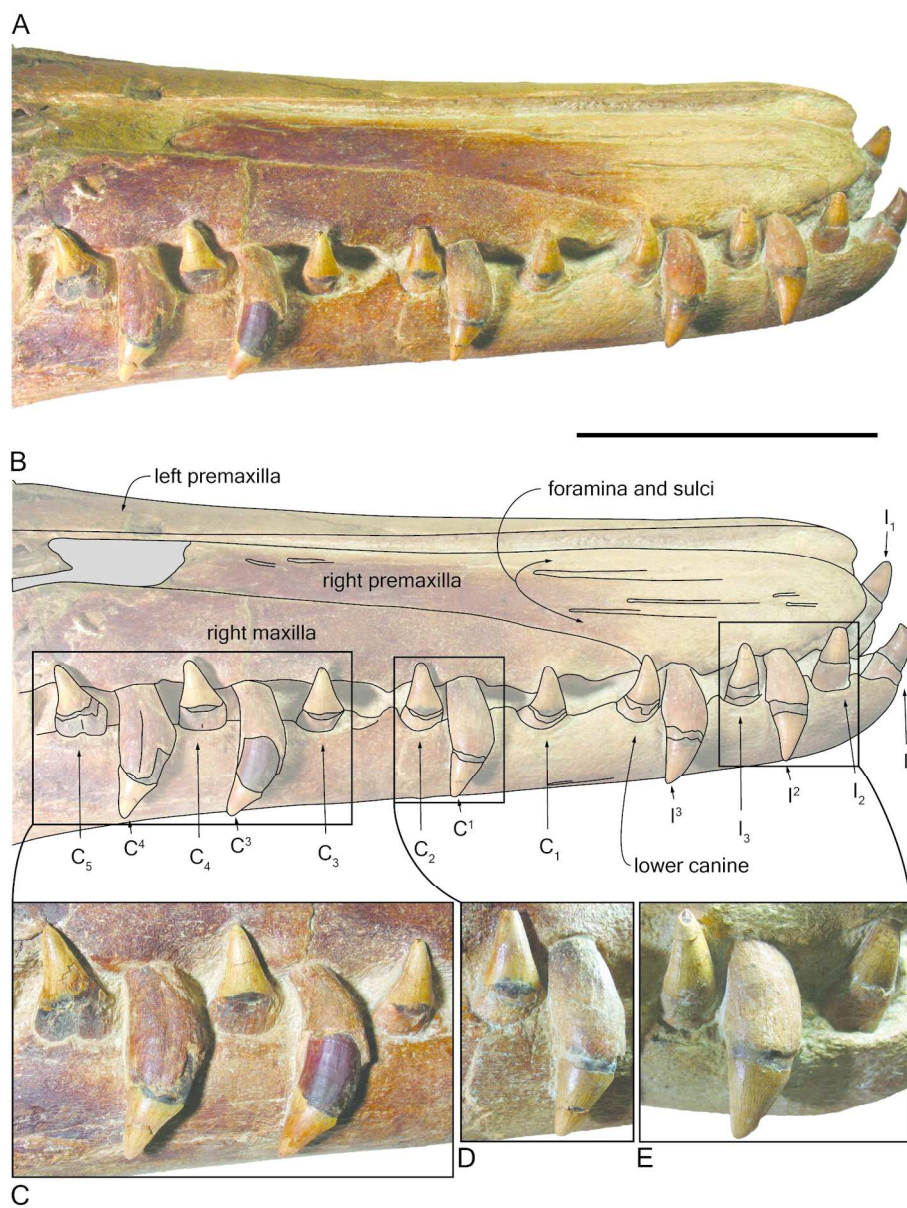 A
B
left premaxilla
foramina and sulci
I₁
right premaxilla
right maxilla
I
C₅
C⁴
C₄
C³
C₃
C₂
C¹
C₁
lower canine
I³
I₃
I²
I₂
C
D
E